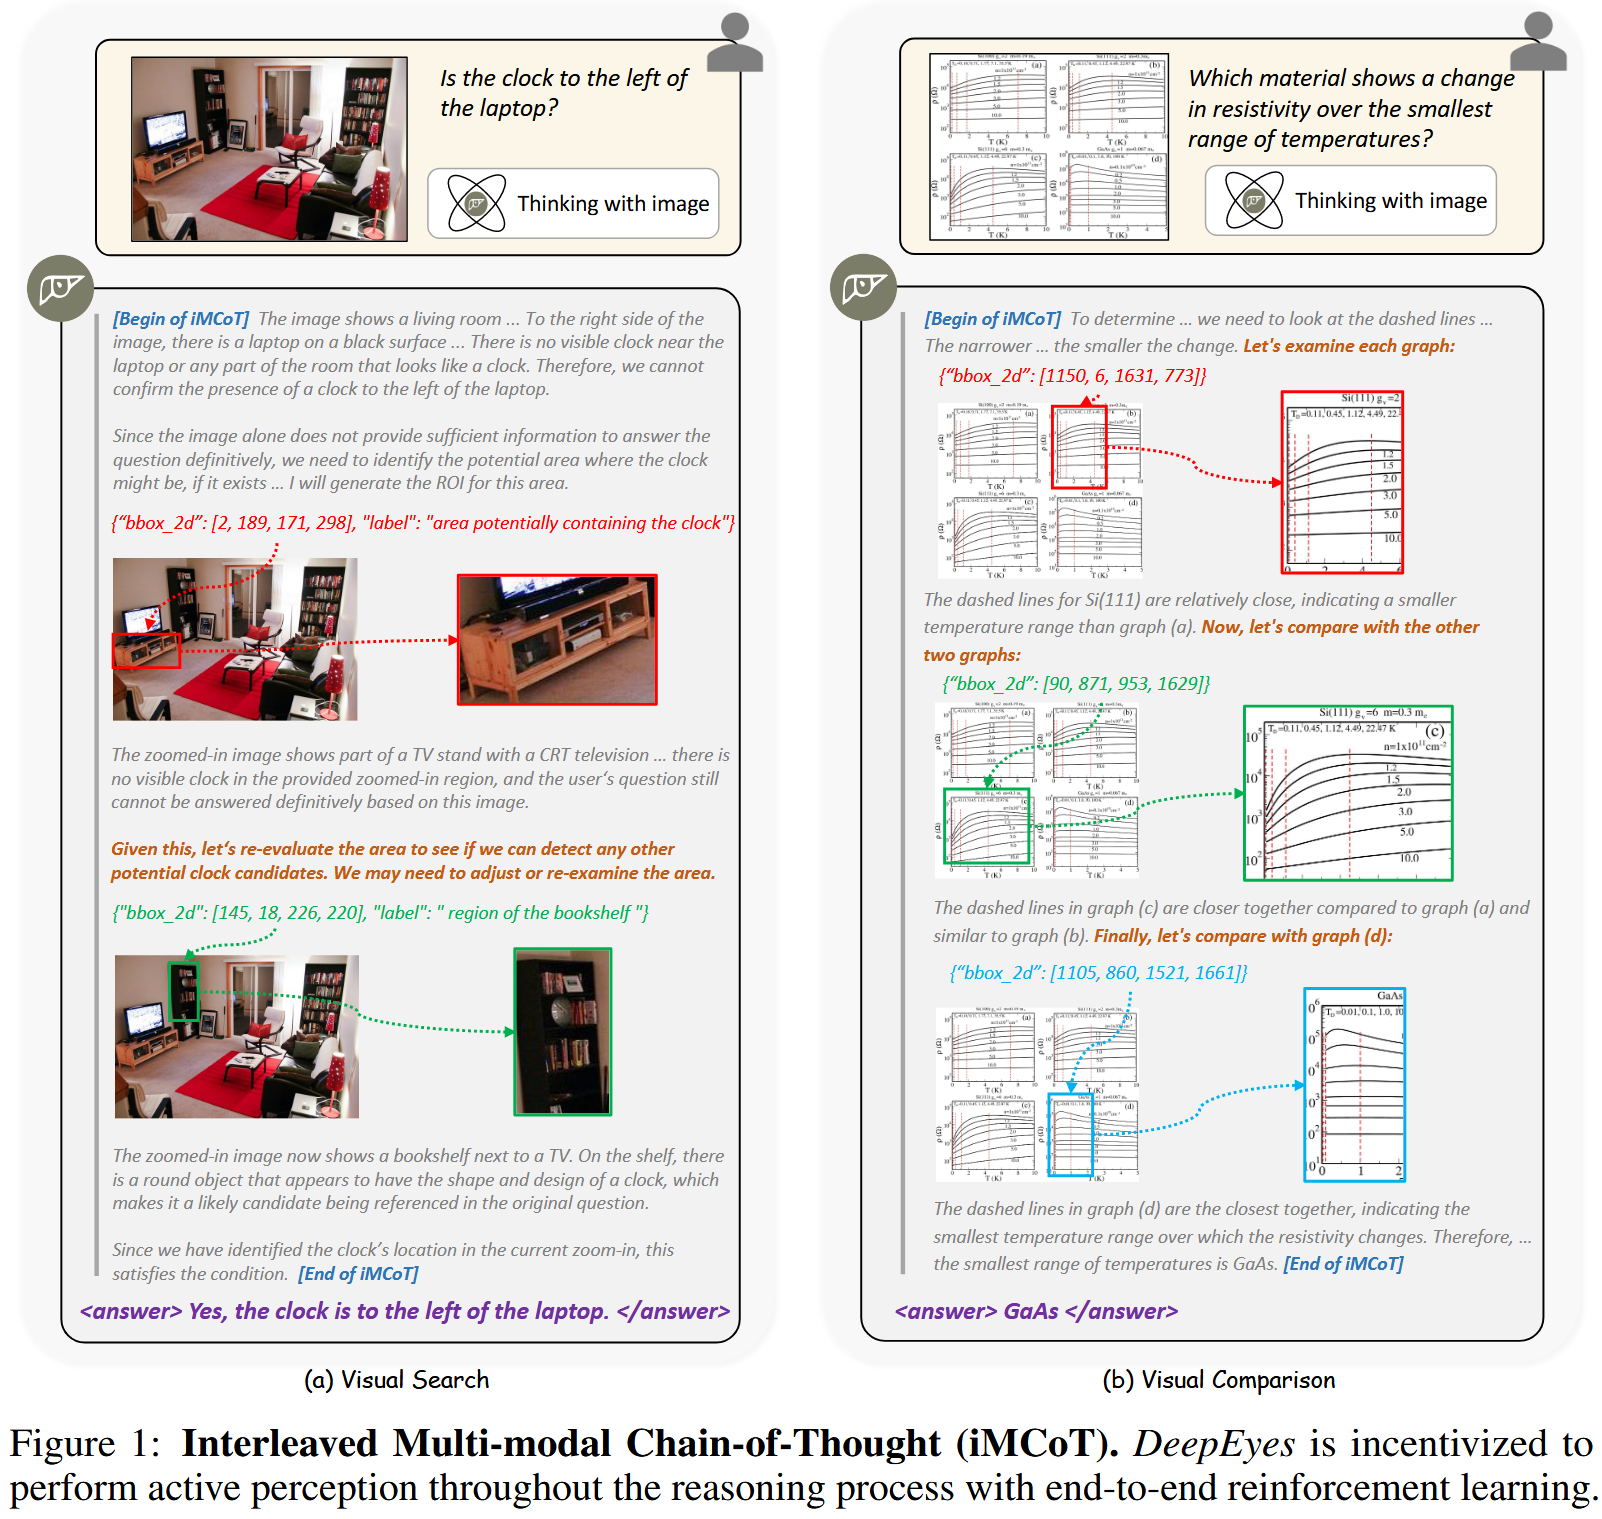 Is the clock to the left of
the laptop?
Thinking with image
[Begin of iMCoT] The image shows a living room ... To the right side of the
image, there is a laptop on a black surface ... There is no visible clock near the
laptop or any part of the room that looks like a clock. Therefore, we cannot
confirm the presence of a clock to the left of the laptop.
Since the image alone does not provide sufficient information to answer the
question definitively, we need to identify the potential area where the clock
might be, if it exists ... I will generate the ROI for this area.
{“bbox_2d”: [2, 189, 171, 298], "label": "area potentially containing the clock"}
The zoomed-in image shows part of a TV stand with a CRT television ... there is
no visible clock in the provided zoomed-in region, and the user‘s question still
cannot be answered definitively based on this image.
Given this, let‘s re-evaluate the area to see if we can detect any other
potential clock candidates. We may need to adjust or re-examine the area.
{"bbox_2d": [145, 18, 226, 220], "label": " region of the bookshelf "}
The zoomed-in image now shows a bookshelf next to a TV. On the shelf, there
is a round object that appears to have the shape and design of a clock, which
makes it a likely candidate being referenced in the original question.
Since we have identified the clock’s location in the current zoom-in, this
satisfies the condition. [End of iMCoT]
<answer> Yes, the clock is to the left of the laptop. </answer>
(a) Visual Search
Which material shows a change
in resistivity over the smallest
range of temperatures?
Thinking with image
[Begin of iMCoT] To determine ... we need to look at the dashed lines ...
The narrower ... the smaller the change. Let's examine each graph:
{“bbox_2d”: [1150, 6, 1631, 773]}
Si(111) g_v=2
T_D=0.11, 0.45, 1.12, 4.49, 22.
1.2
1.5
2.0
3.0
5.0
10.0
0 2 4 6
The dashed lines for Si(111) are relatively close, indicating a smaller
temperature range than graph (a). Now, let's compare with the other
two graphs:
{“bbox_2d”: [90, 871, 953, 1629]}
Si(111) g_v=6 m=0.3 m_e
T_D=0.11, 0.45, 1.12, 4.49, 22.47 K
(c)
n=1x10^11cm^-2
1.2
1.5
2.0
3.0
5.0
10.0
The dashed lines in graph (c) are closer together compared to graph (a) and
similar to graph (b). Finally, let's compare with graph (d):
{“bbox_2d”: [1105, 860, 1521, 1661]}
GaAs
T_D=0.01, 0.1, 1.0, 10
0 1 2
The dashed lines in graph (d) are the closest together, indicating the
smallest temperature range over which the resistivity changes. Therefore, ...
the smallest range of temperatures is GaAs. [End of iMCoT]
<answer> GaAs </answer>
(b) Visual Comparison
Figure 1: Interleaved Multi-modal Chain-of-Thought (iMCoT). DeepEyes is incentivized to
perform active perception throughout the reasoning process with end-to-end reinforcement learning.